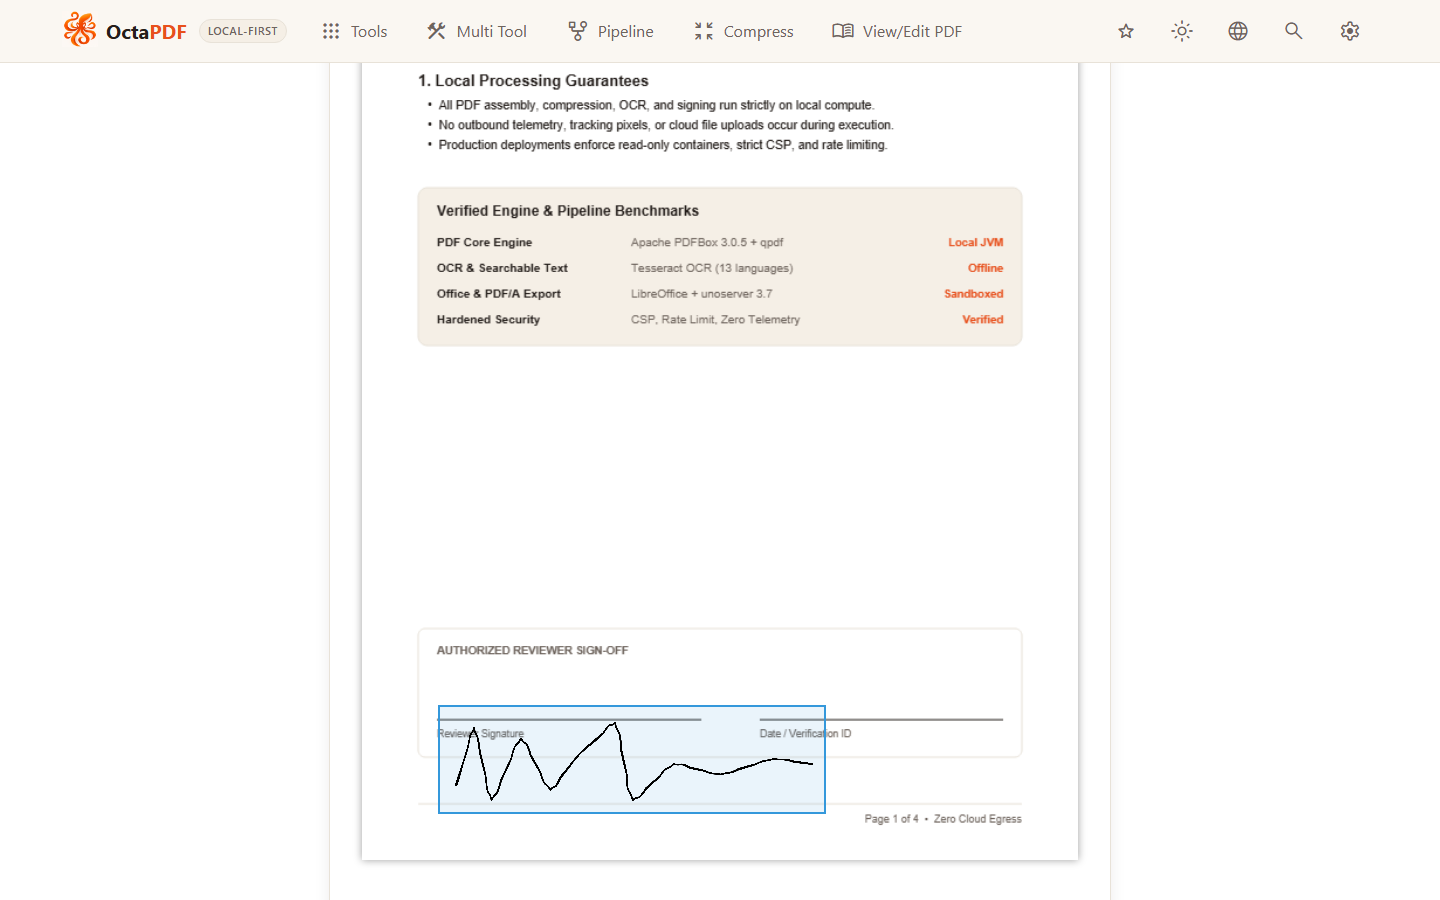 OctaPDF LOCAL-FIRST Tools Multi Tool Pipeline Compress View/Edit PDF
1. Local Processing Guarantees
• All PDF assembly, compression, OCR, and signing run strictly on local compute.
• No outbound telemetry, tracking pixels, or cloud file uploads occur during execution.
• Production deployments enforce read-only containers, strict CSP, and rate limiting.
Verified Engine & Pipeline Benchmarks
PDF Core Engine Apache PDFBox 3.0.5 + qpdf Local JVM
OCR & Searchable Text Tesseract OCR (13 languages) Offline
Office & PDF/A Export LibreOffice + unoserver 3.7 Sandboxed
Hardened Security CSP, Rate Limit, Zero Telemetry Verified
AUTHORIZED REVIEWER SIGN-OFF
Reviewer Signature Date / Verification ID
Page 1 of 4 • Zero Cloud Egress